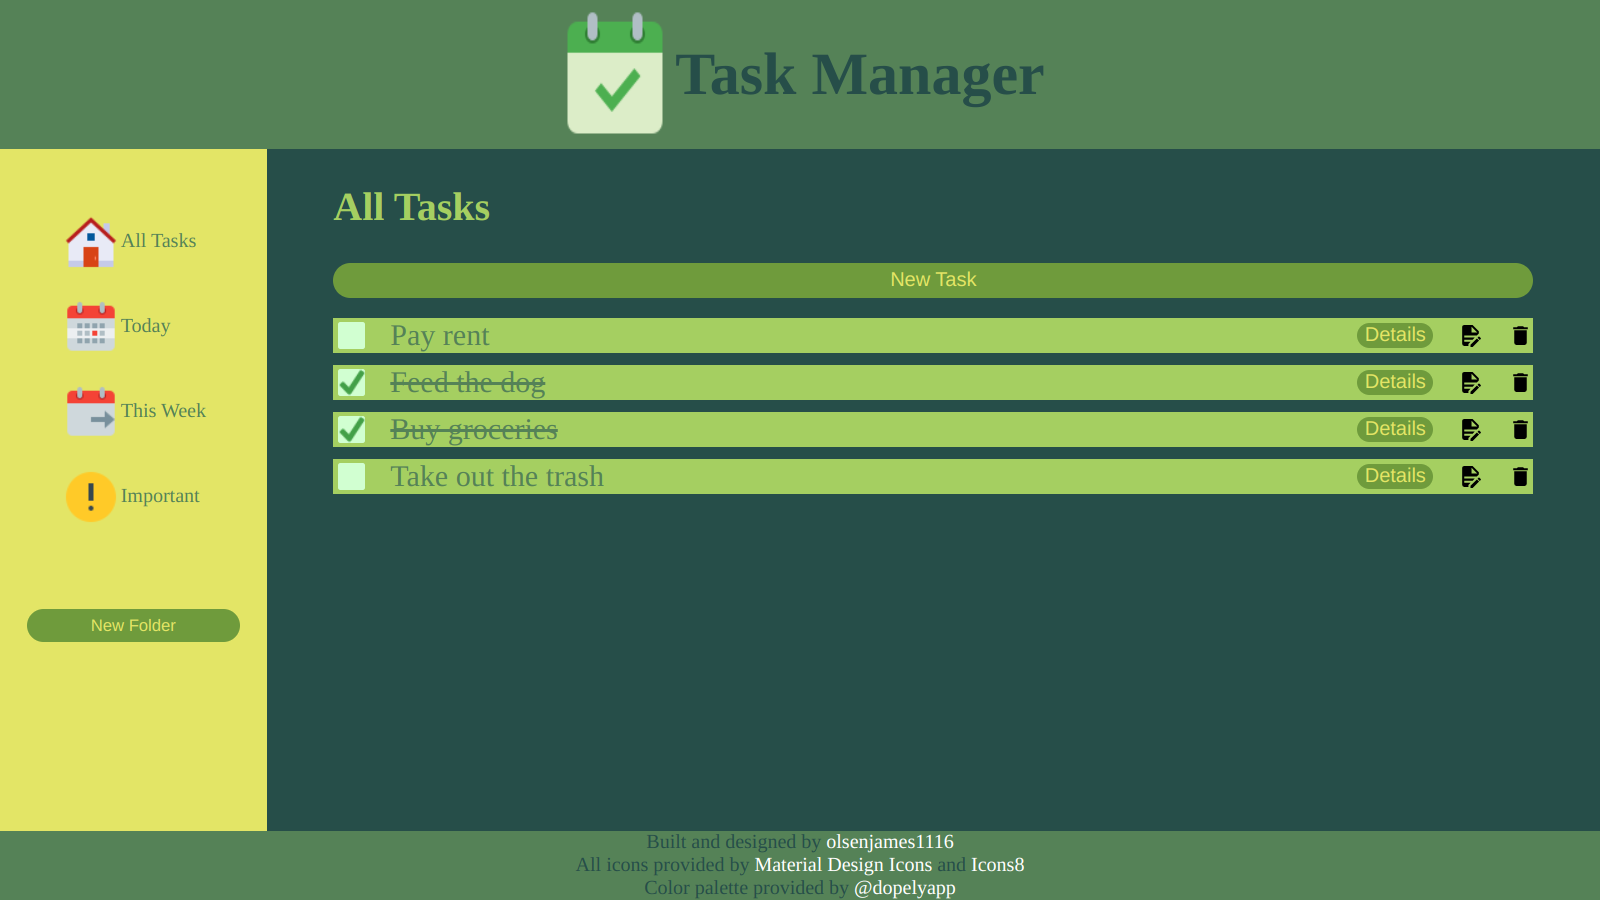 Task Manager
All Tasks
Today
This Week
Important
New Folder
All Tasks
New Task
Pay rent Details
Feed the dog Details
Buy groceries Details
Take out the trash Details
Built and designed by olsenjames1116
All icons provided by Material Design Icons and Icons8
Color palette provided by @dopelyapp